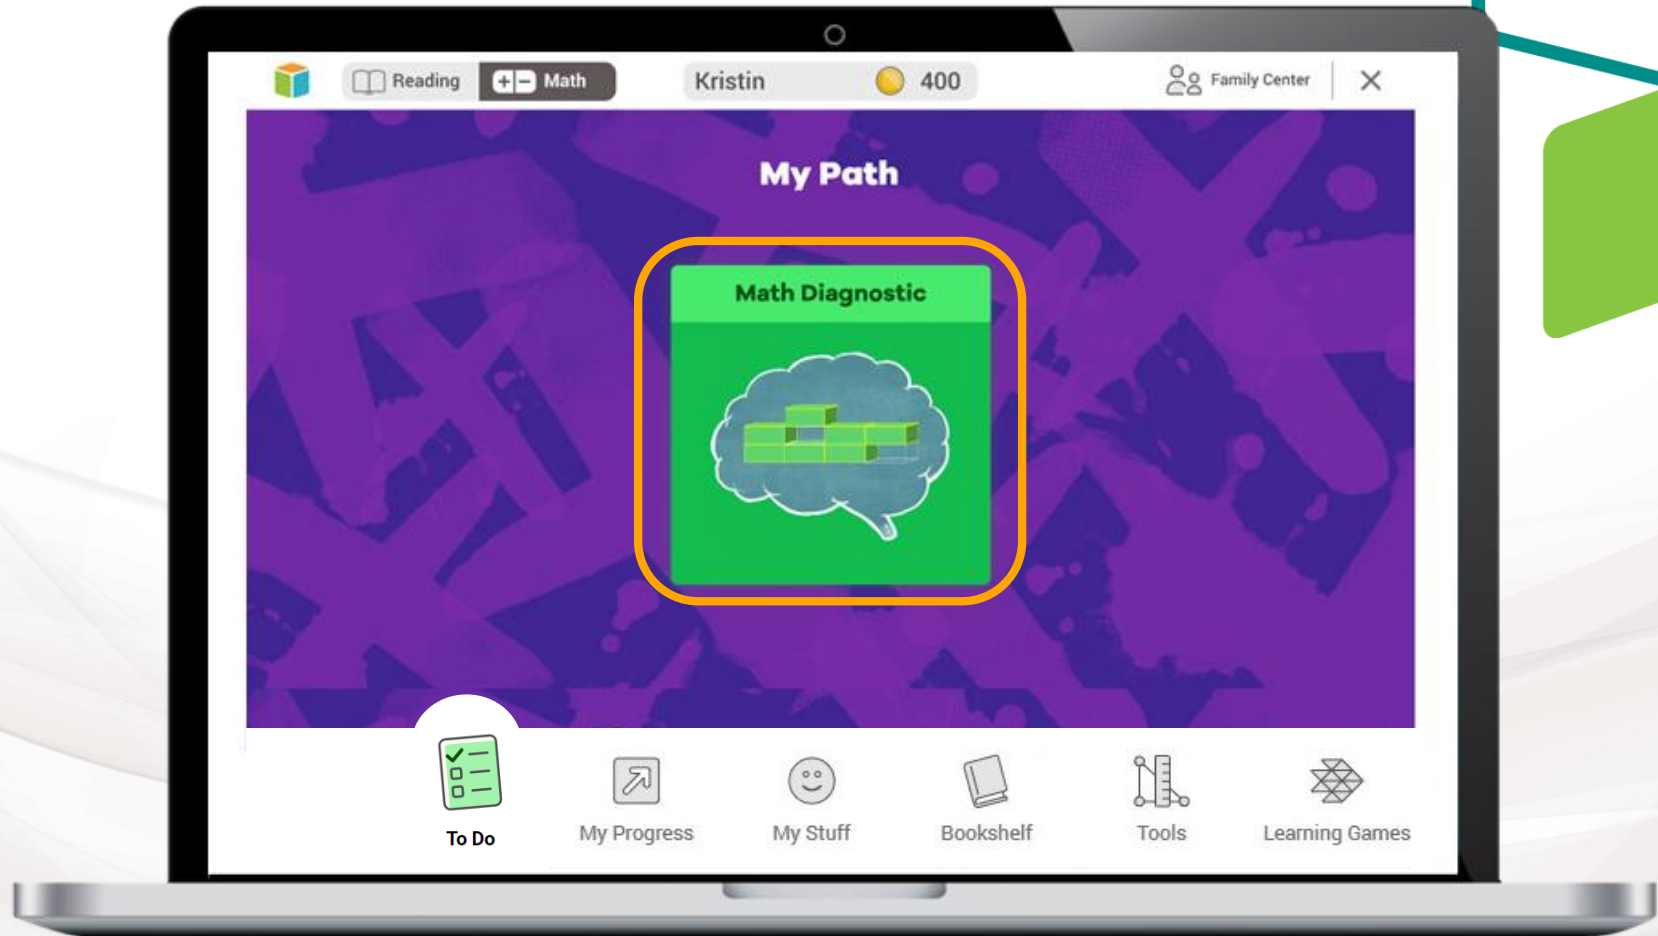 Reading
Math
Kristin
400
Family Center
My Path
Math Diagnostic
To Do
My Progress
My Stuff
Bookshelf
Tools
Learning Games